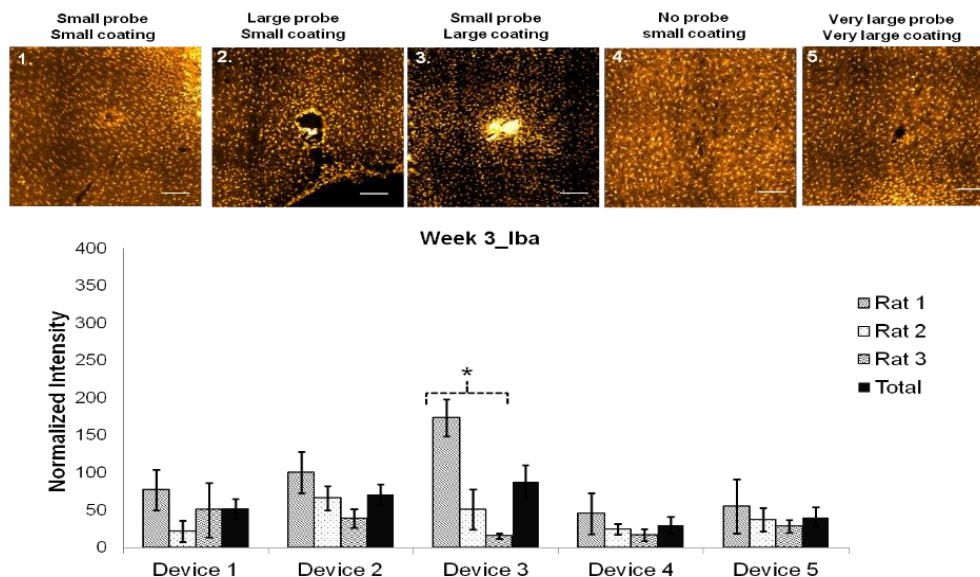 Small probe
Small coating
Large probe
Small coating
Small probe
Large coating
No probe
small coating
Very large probe
Very large coating
1.
2.
3.
4.
5.
Week 3_Iba
Normalized Intensity
400
350
300
250
200
150
100
50
0
*
Rat 1
Rat 2
Rat 3
Total
Device 1
Device 2
Device 3
Device 4
Device 5